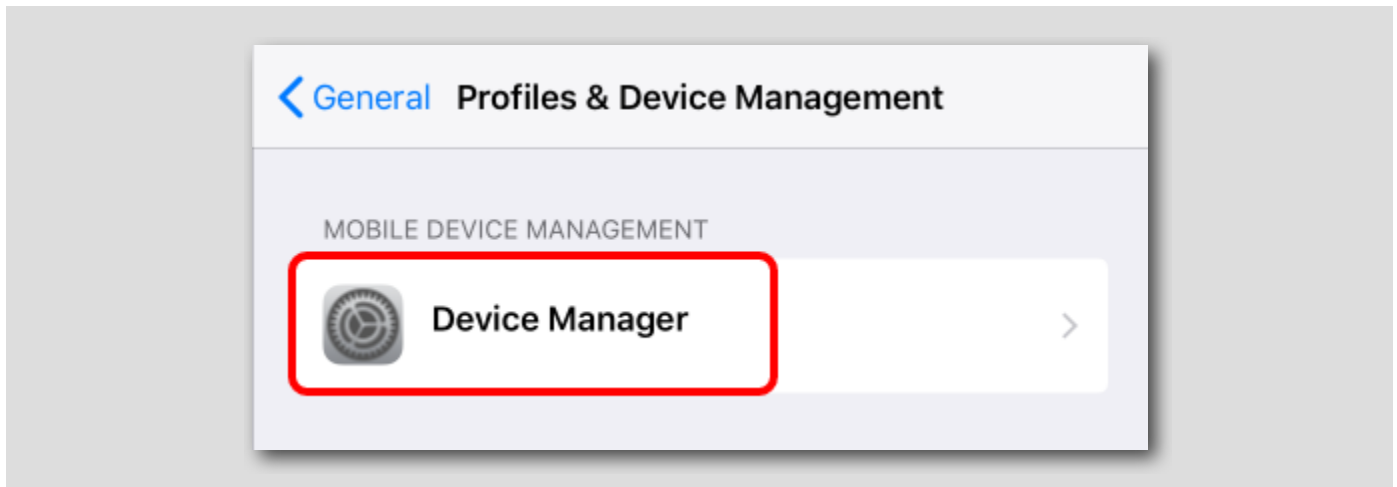 General Profiles & Device Management
MOBILE DEVICE MANAGEMENT
Device Manager